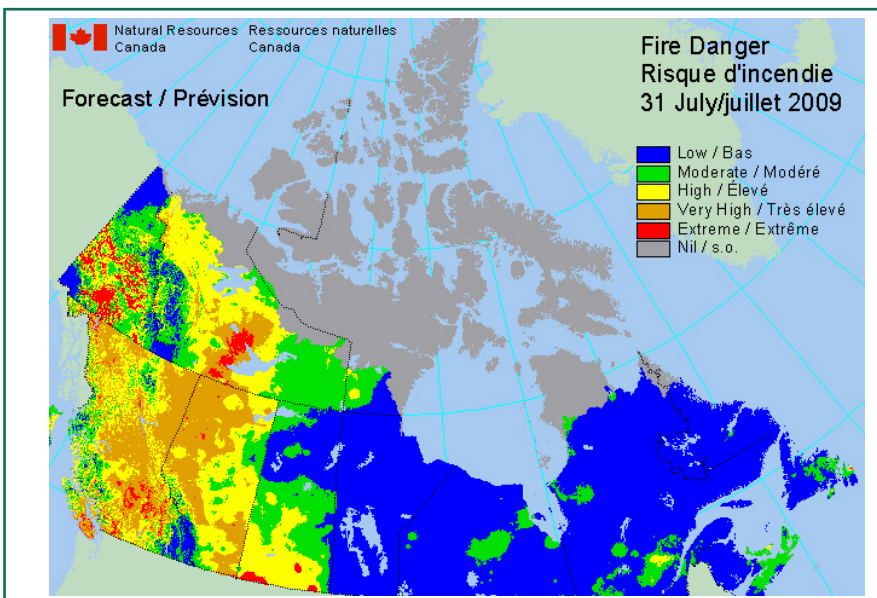 Natural Resources Ressources naturelles
Canada Canada
Forecast / Prévision
Fire Danger
Risque d'incendie
31 July/juillet 2009
Low / Bas
Moderate / Modéré
High / Élevé
Very High / Très élevé
Extreme / Extrême
Nil / s.o.